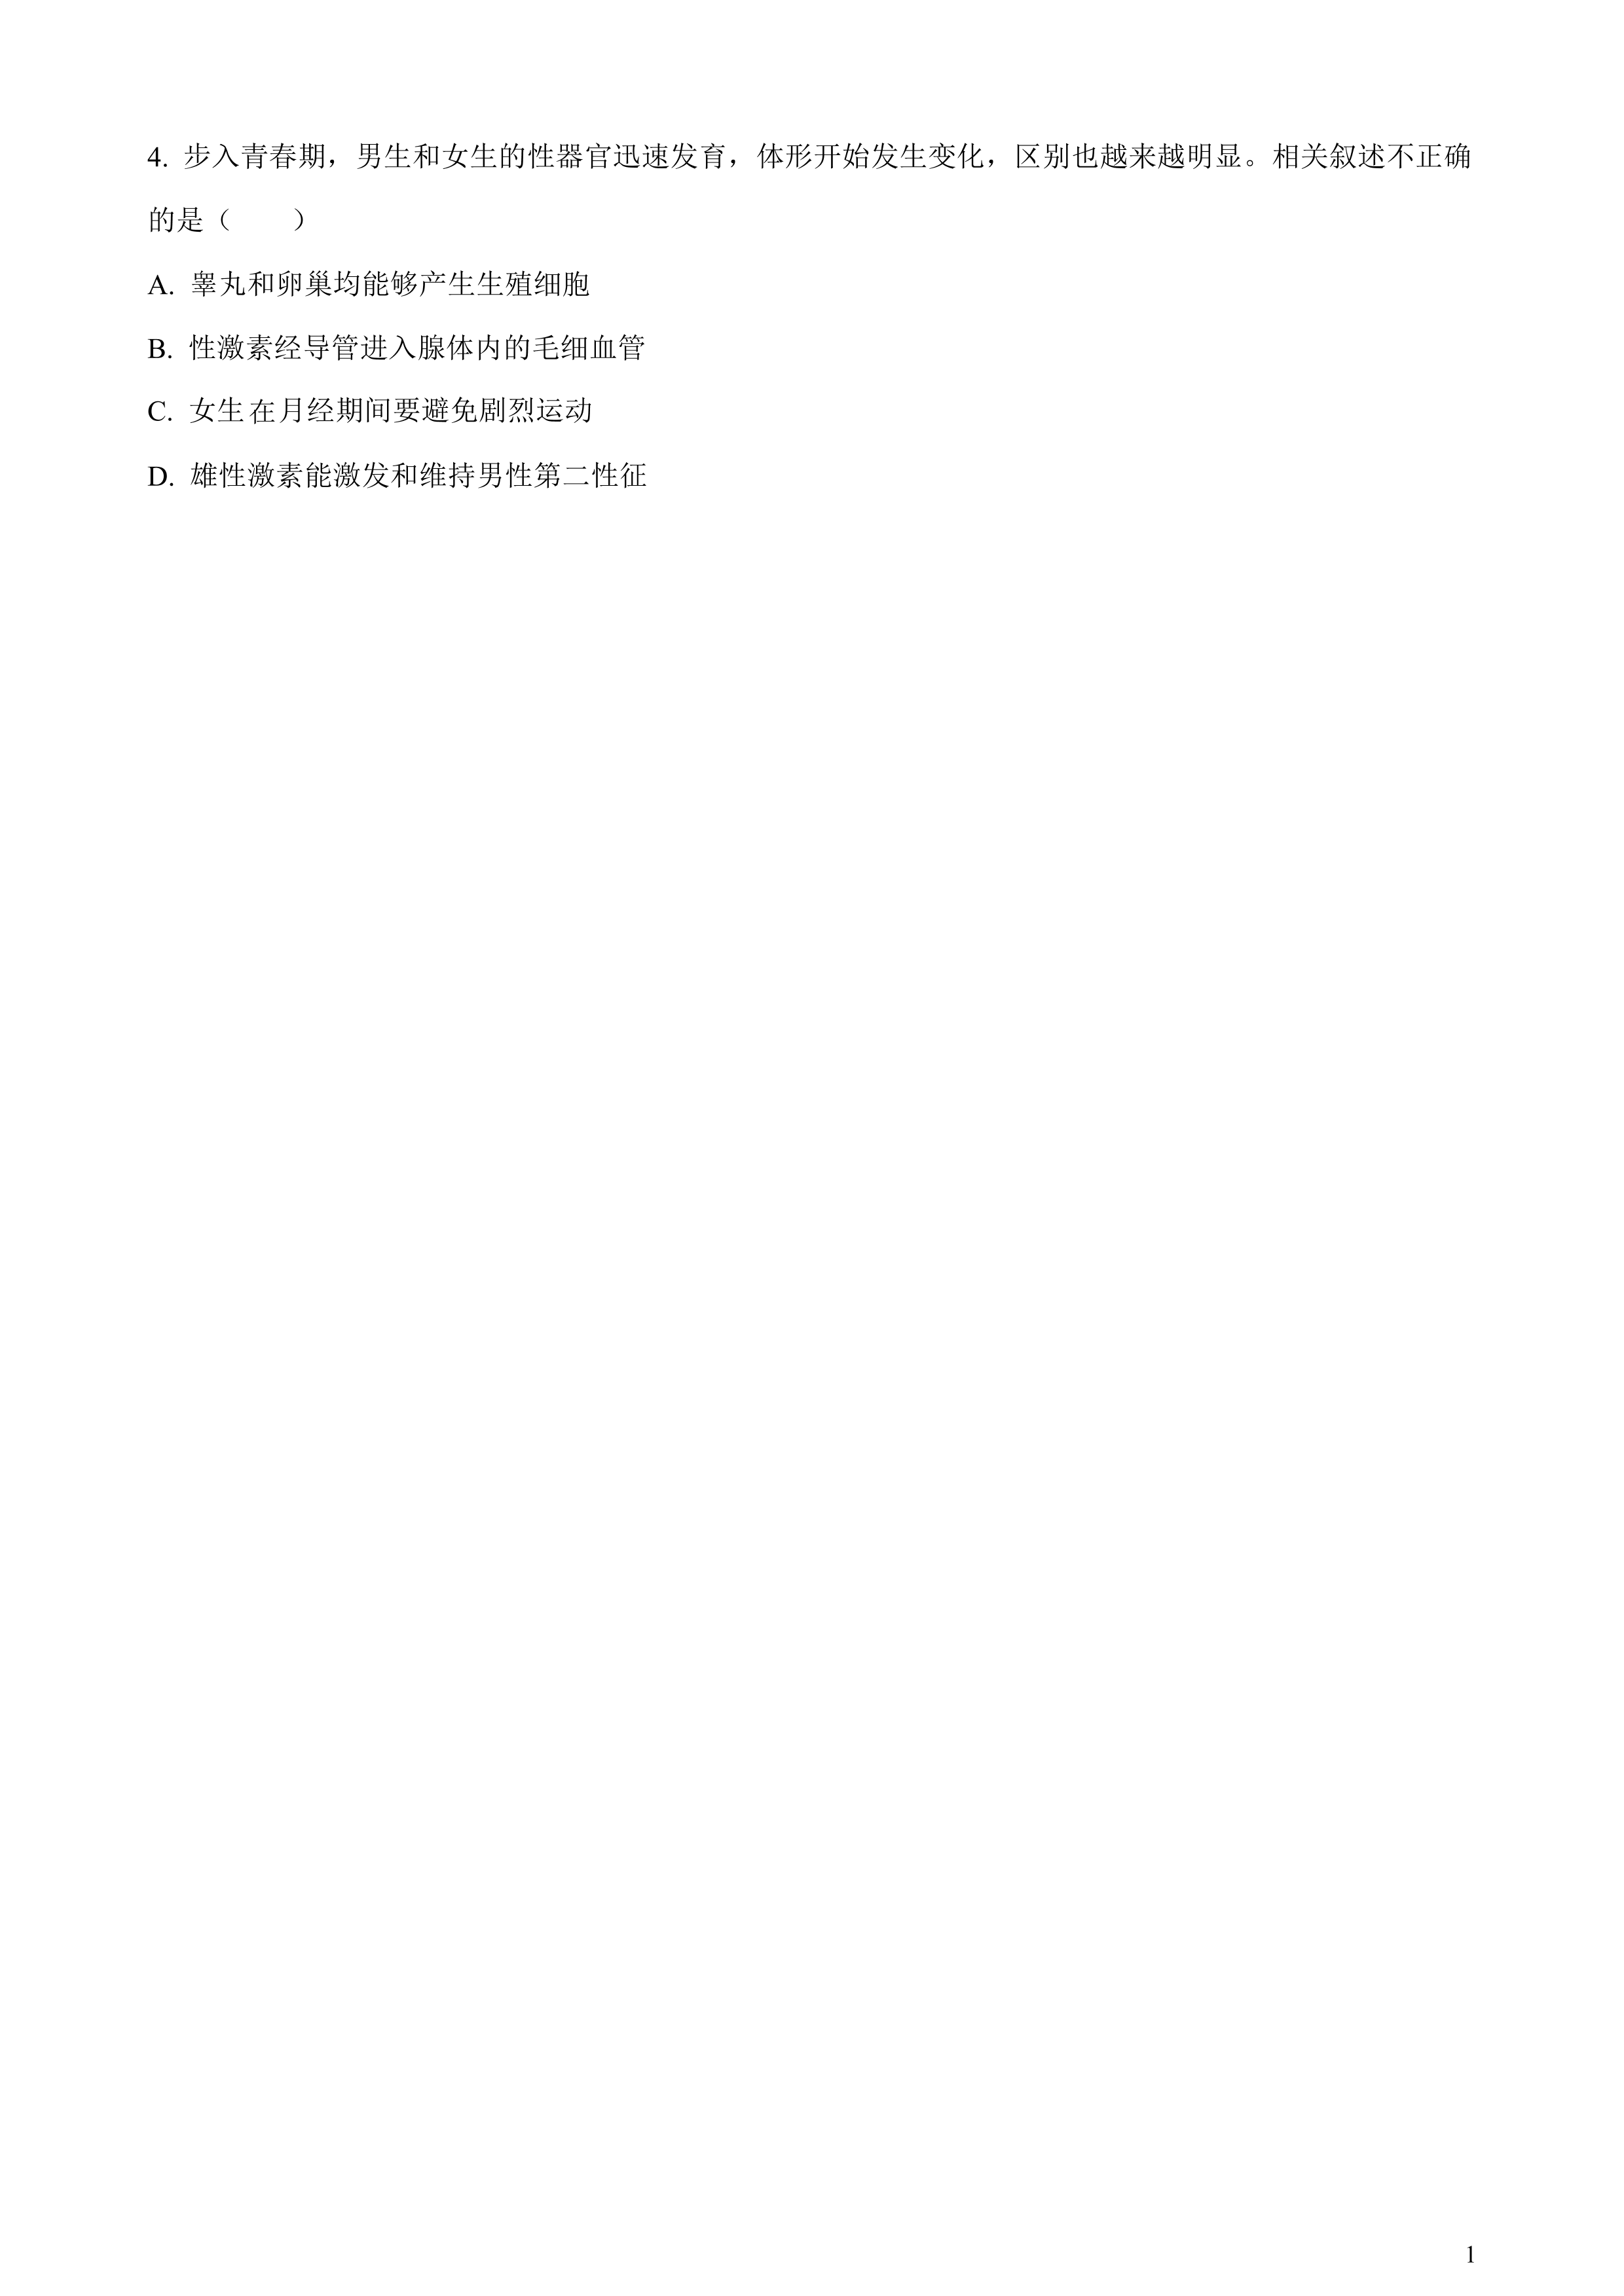 4. 步入青春期，男生和女生的性器官迅速发育，体形开始发生变化，区别也越来越明显。相关叙述不正确
的是（　　）
A. 睾丸和卵巢均能够产生生殖细胞
B. 性激素经导管进入腺体内的毛细血管
C. 女生在月经期间要避免剧烈运动
D. 雄性激素能激发和维持男性第二性征
1